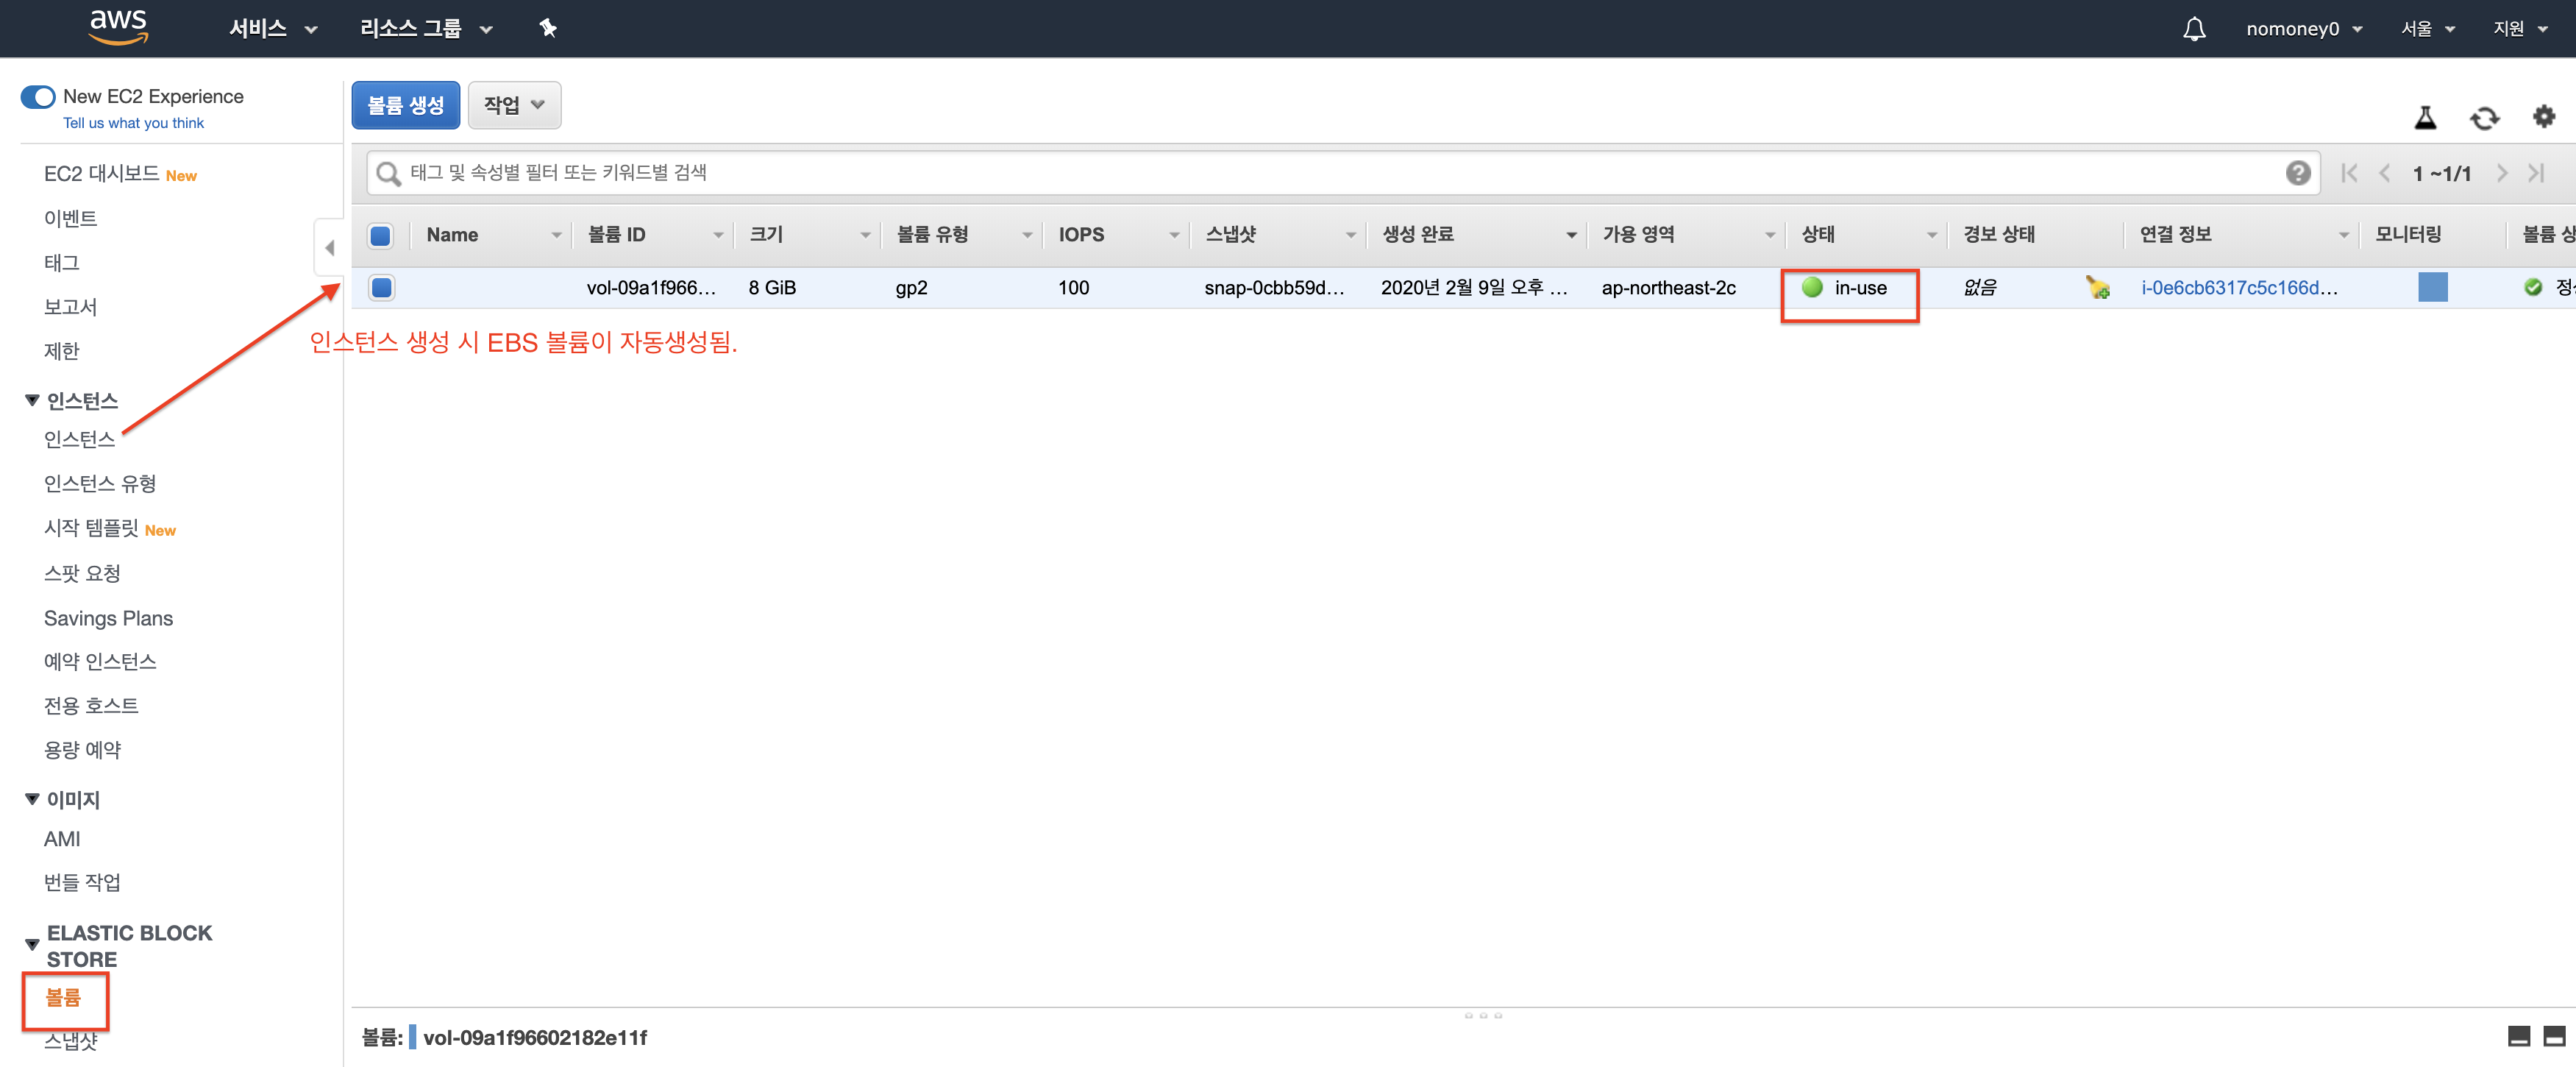 aws 서비스 리소스 그룹 nomoney0 서울 지원
New EC2 Experience
Tell us what you think
EC2 대시보드 New
이벤트
태그
보고서
제한
인스턴스
인스턴스
인스턴스 유형
시작 템플릿 New
스팟 요청
Savings Plans
예약 인스턴스
전용 호스트
용량 예약
이미지
AMI
번들 작업
ELASTIC BLOCK
STORE
볼륨
스냅샷
볼륨 생성 작업
태그 및 속성별 필터 또는 키워드별 검색 1 ~1/1
Name 볼륨 ID 크기 볼륨 유형 IOPS 스냅샷 생성 완료 가용 영역 상태 경보 상태 연결 정보 모니터링 볼륨
vol-09a1f966... 8 GiB gp2 100 snap-0cbb59d... 2020년 2월 9일 오후 ... ap-northeast-2c in-use 없음 i-0e6cb6317c5c166d...
인스턴스 생성 시 EBS 볼륨이 자동생성됨.
볼륨: vol-09a1f96602182e11f